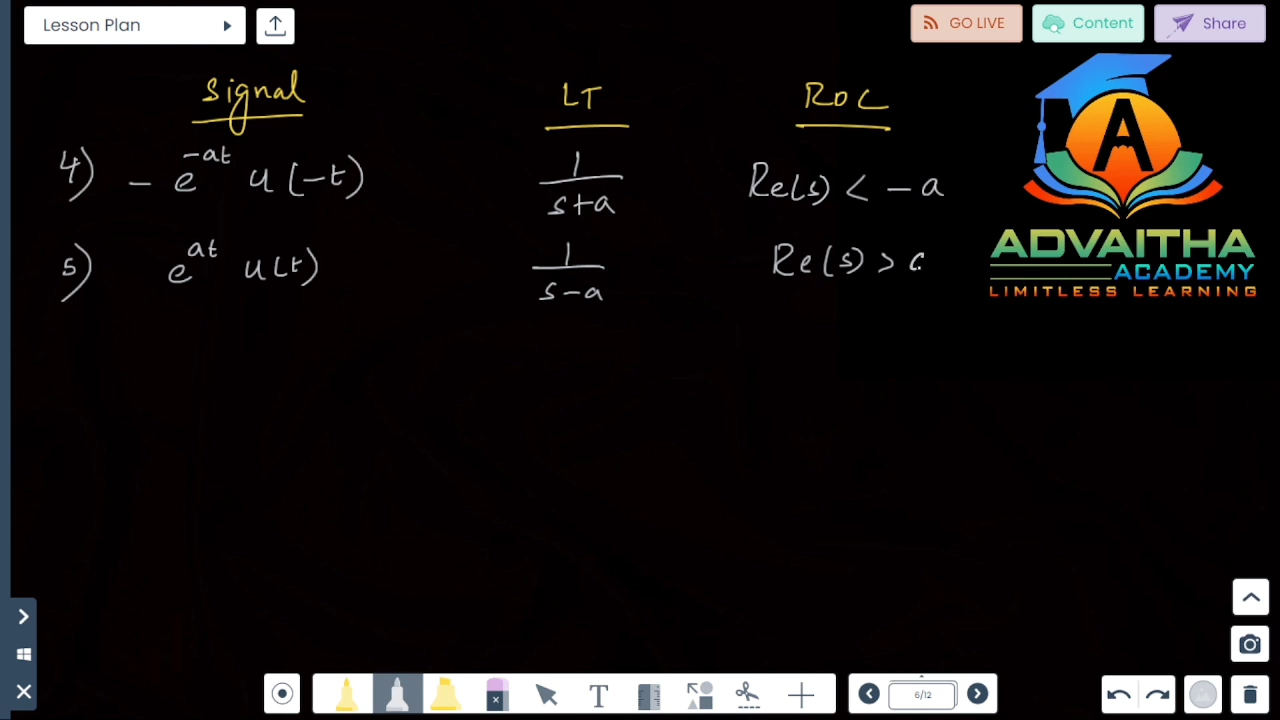 Lesson Plan
GO LIVE
Content
Share
Signal LT ROC
4) - e^{-at} u(-t) 1/(s+a) Re(s) < -a
5) e^{at} u(t) 1/(s-a) Re(s) >
A
ADVAITHA
ACADEMY
LIMITLESS LEARNING
T
6/12